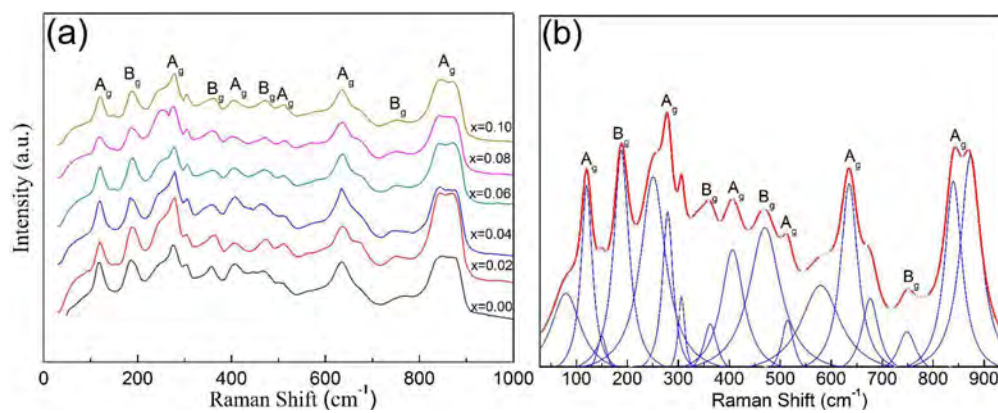 (a)
Ag
Bg
Ag
Bg
Ag
Bg
Ag
Ag
Bg
Ag
x=0.10
x=0.08
x=0.06
x=0.04
x=0.02
x=0.00
Intensity (a.u.)
0 200 400 600 800 1000
Raman Shift (cm-1)
(b)
Ag
Bg
Ag
Bg
Ag
Bg
Ag
Ag
Bg
Ag
100 200 300 400 500 600 700 800 900
Raman Shift (cm-1)